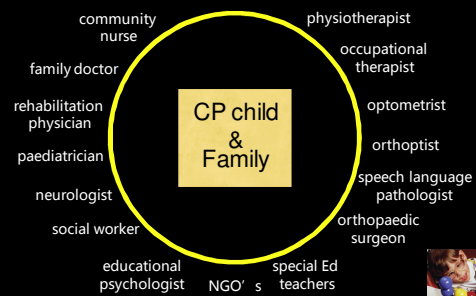 community
nurse
family doctor
rehabilitation
physician
paediatrician
neurologist
social worker
educational
psychologist
NGO' s
special Ed
teachers
orthopaedic
surgeon
speech language
pathologist
orthoptist
optometrist
occupational
therapist
physiotherapist
CP child
&
Family